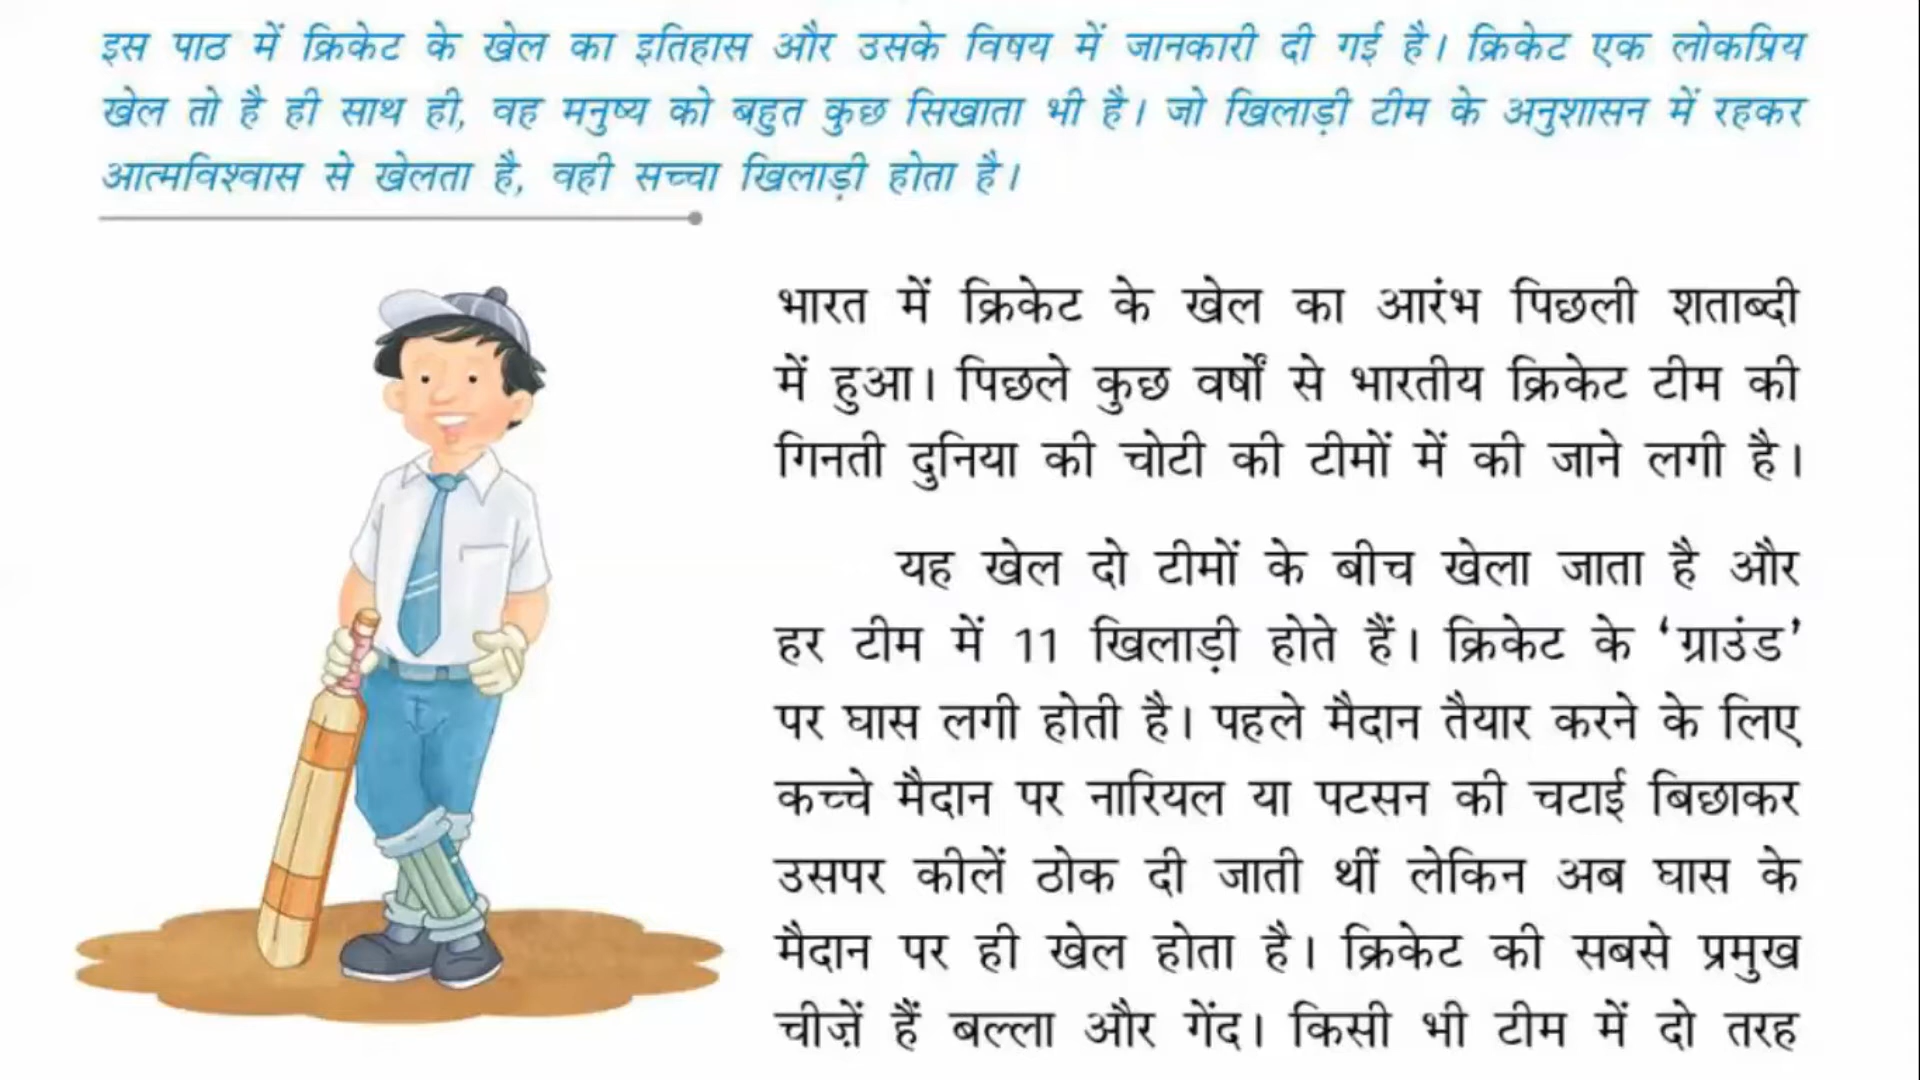 इस पाठ में क्रिकेट के खेल का इतिहास और उसके विषय में जानकारी दी गई है। क्रिकेट एक लोकप्रिय
खेल तो है ही साथ ही, वह मनुष्य को बहुत कुछ सिखाता भी है। जो खिलाड़ी टीम के अनुशासन में रहकर
आत्मविश्वास से खेलता है, वही सच्चा खिलाड़ी होता है।
भारत में क्रिकेट के खेल का आरंभ पिछली शताब्दी
में हुआ। पिछले कुछ वर्षों से भारतीय क्रिकेट टीम की
गिनती दुनिया की चोटी की टीमों में की जाने लगी है।
यह खेल दो टीमों के बीच खेला जाता है और
हर टीम में 11 खिलाड़ी होते हैं। क्रिकेट के ‘ग्राउंड’
पर घास लगी होती है। पहले मैदान तैयार करने के लिए
कच्चे मैदान पर नारियल या पटसन की चटाई बिछाकर
उसपर कीलें ठोक दी जाती थीं लेकिन अब घास के
मैदान पर ही खेल होता है। क्रिकेट की सबसे प्रमुख
चीज़ें हैं बल्ला और गेंद। किसी भी टीम में दो तरह